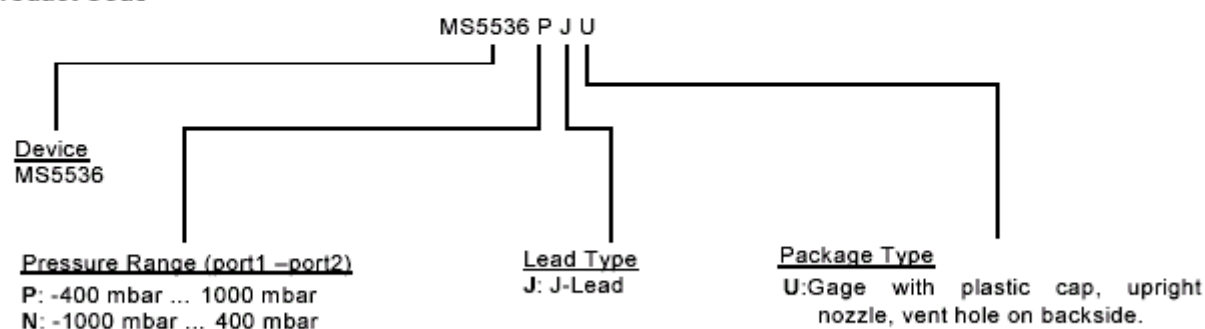 MS5536 P J U
Device
MS5536
Pressure Range (port1 –port2)
P: -400 mbar ... 1000 mbar
N: -1000 mbar ... 400 mbar
Lead Type
J: J-Lead
Package Type
U:Gage with plastic cap, upright
nozzle, vent hole on backside.